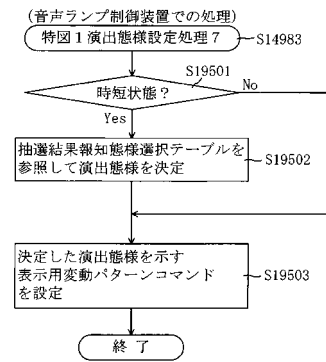 (音声ランプ制御装置での処理)
特図1演出態様設定処理7
S14983
S19501
時短状態？
No
Yes
抽選結果報知態様選択テーブルを
参照して演出態様を決定
S19502
決定した演出態様を示す
表示用変動パターンコマンド
を設定
S19503
終了